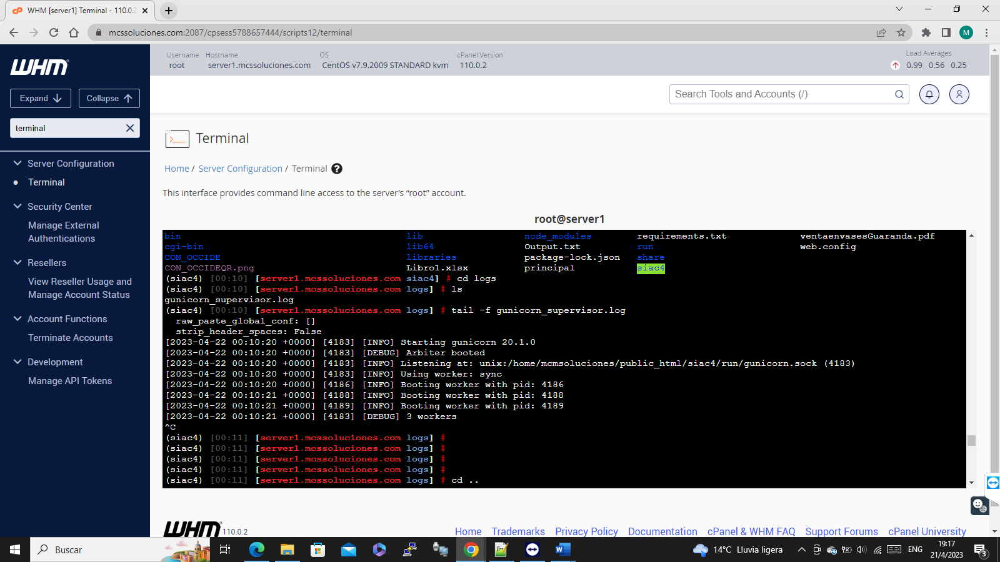 WHM [server1] Terminal - 110.0.2
mcssoluciones.com:2087/cpsess5788657444/scripts12/terminal
M
WHM
Expand
Collapse
terminal
Server Configuration
Terminal
Security Center
Manage External
Authentications
Resellers
View Reseller Usage and
Manage Account Status
Account Functions
Terminate Accounts
Development
Manage API Tokens
Username Hostname OS cPanel Version
root server1.mcssoluciones.com CentOS v7.9.2009 STANDARD kvm 110.0.2
Load Averages
0.99 0.56 0.25
Search Tools and Accounts (/)
Terminal
Home / Server Configuration / Terminal ?
This interface provides command line access to the server’s “root” account.
root@server1
bin lib node_modules requirements.txt ventaenvasesGuaranda.pdf
cgi-bin lib64 Output.txt run web.config
CON_OCCIDE libraries package-lock.json share
CON_OCCIDEQR.png Libro1.xlsx principal siac4
(siac4) [00:10] [server1.mcssoluciones.com siac4] # cd logs
(siac4) [00:10] [server1.mcssoluciones.com logs] # ls
gunicorn_supervisor.log
(siac4) [00:10] [server1.mcssoluciones.com logs] # tail -f gunicorn_supervisor.log
raw_paste_global_conf: []
strip_header_spaces: False
[2023-04-22 00:10:20 +0000] [4183] [INFO] Starting gunicorn 20.1.0
[2023-04-22 00:10:20 +0000] [4183] [DEBUG] Arbiter booted
[2023-04-22 00:10:20 +0000] [4183] [INFO] Listening at: unix:/home/mcmsoluciones/public_html/siac4/run/gunicorn.sock (4183)
[2023-04-22 00:10:20 +0000] [4183] [INFO] Using worker: sync
[2023-04-22 00:10:20 +0000] [4186] [INFO] Booting worker with pid: 4186
[2023-04-22 00:10:21 +0000] [4188] [INFO] Booting worker with pid: 4188
[2023-04-22 00:10:21 +0000] [4189] [INFO] Booting worker with pid: 4189
[2023-04-22 00:10:21 +0000] [4183] [DEBUG] 3 workers
^C
(siac4) [00:11] [server1.mcssoluciones.com logs] #
(siac4) [00:11] [server1.mcssoluciones.com logs] #
(siac4) [00:11] [server1.mcssoluciones.com logs] #
(siac4) [00:11] [server1.mcssoluciones.com logs] #
(siac4) [00:11] [server1.mcssoluciones.com logs] # cd ..
WHM 110.0.2
Home Trademarks Privacy Policy Documentation cPanel & WHM FAQ Support Forums cPanel University
Buscar
14°C Lluvia ligera
ENG
19:17
21/4/2023
3